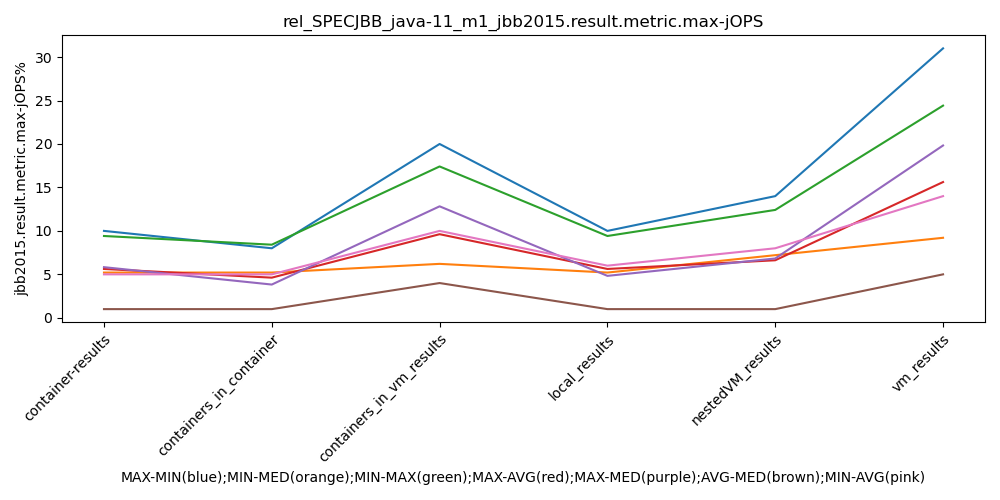 rel_SPECJBB_java-11_m1_jbb2015.result.metric.max-jOPS
jbb2015.result.metric.max-jOPS%
30
25
20
15
10
5
0
container-results
containers_in_container
containers_in_vm_results
local_results
nestedVM_results
vm_results
MAX-MIN(blue);MIN-MED(orange);MIN-MAX(green);MAX-AVG(red);MAX-MED(purple);AVG-MED(brown);MIN-AVG(pink)